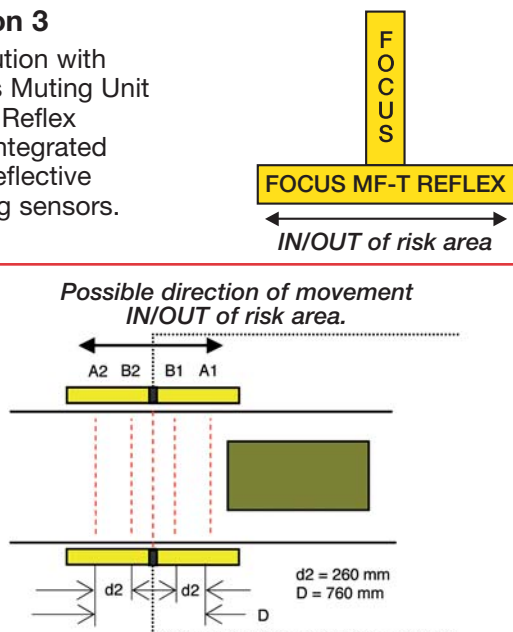 on 3
ution with
s Muting Unit
Reflex
ntegrated
eflective
g sensors.
FOCUS
FOCUS MF-T REFLEX
IN/OUT of risk area
Possible direction of movement
IN/OUT of risk area.
A2 B2 B1 A1
d2 d2
d2 = 260 mm
D = 760 mm
D